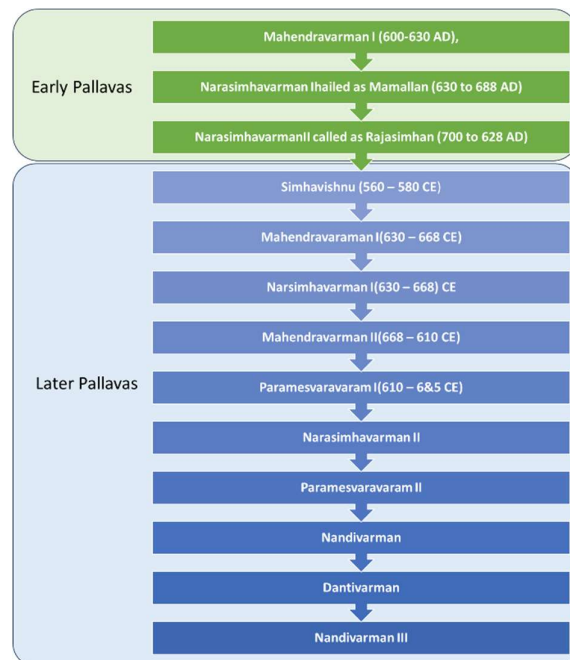 Early Pallavas
Mahendravarman I (600-630 AD),
Narasimhavarman Ihailed as Mamallan (630 to 688 AD)
NarasimhavarmanII called as Rajasimhan (700 to 628 AD)
Later Pallavas
Simhavishnu (560 – 580 CE)
Mahendravaraman I(630 – 668 CE)
Narsimhavarman I(630 – 668) CE
Mahendravarman II(668 – 610 CE)
Paramesvaravaram I(610 – 6&5 CE)
Narasimhavarman II
Paramesvaravaram II
Nandivarman
Dantivarman
Nandivarman III